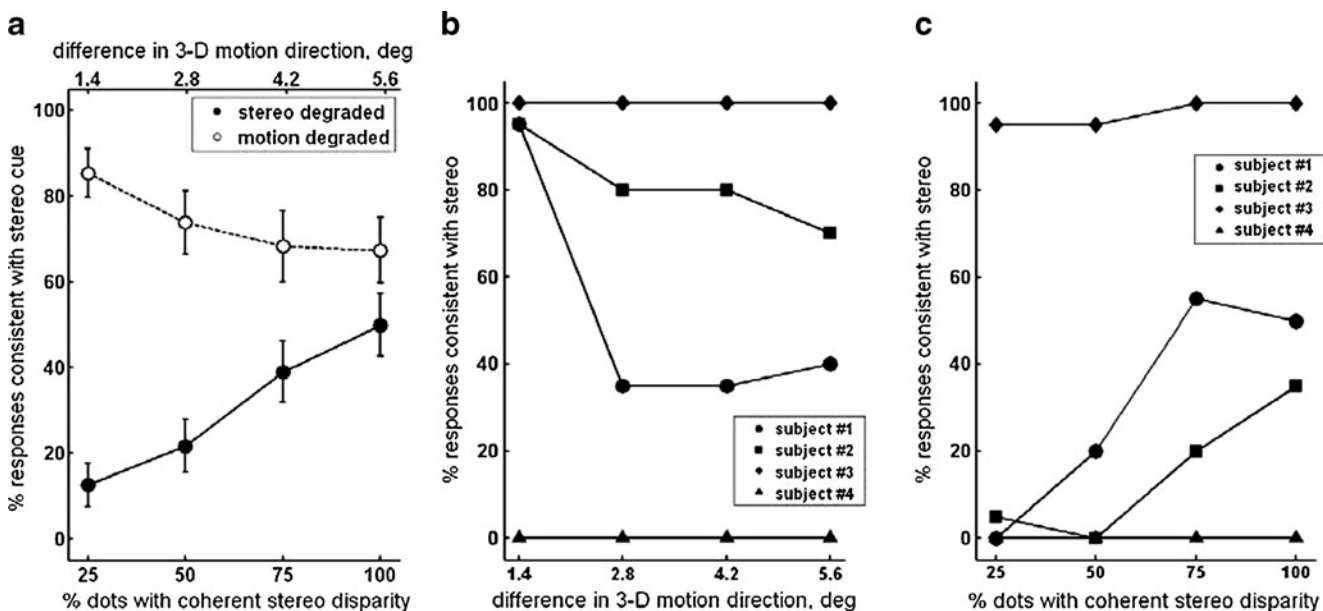 a
difference in 3-D motion direction, deg
1.4 2.8 4.2 5.6
stereo degraded
motion degraded
% responses consistent with stereo cue
100
80
60
40
20
0
25 50 75 100
% dots with coherent stereo disparity
b
% responses consistent with stereo
100
80
60
40
20
0
subject #1
subject #2
subject #3
subject #4
1.4 2.8 4.2 5.6
difference in 3-D motion direction, deg
c
% responses consistent with stereo
100
80
60
40
20
0
subject #1
subject #2
subject #3
subject #4
25 50 75 100
% dots with coherent stereo disparity